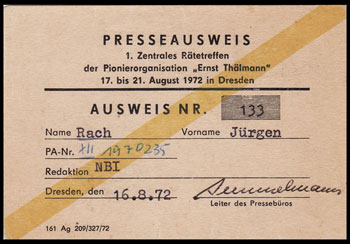 PRESSEAUSWEIS
1. Zentrales Rätetreffen
der Pionierorganisation „Ernst Thälmann"
17. bis 21. August 1972 in Dresden
AUSWEIS NR. 133
Name Rach Vorname Jürgen
PA-Nr. XII 1970235
Redaktion NBI
Dresden, den 16.8.72
Leiter des Pressebüros
161 Ag 209/327/72